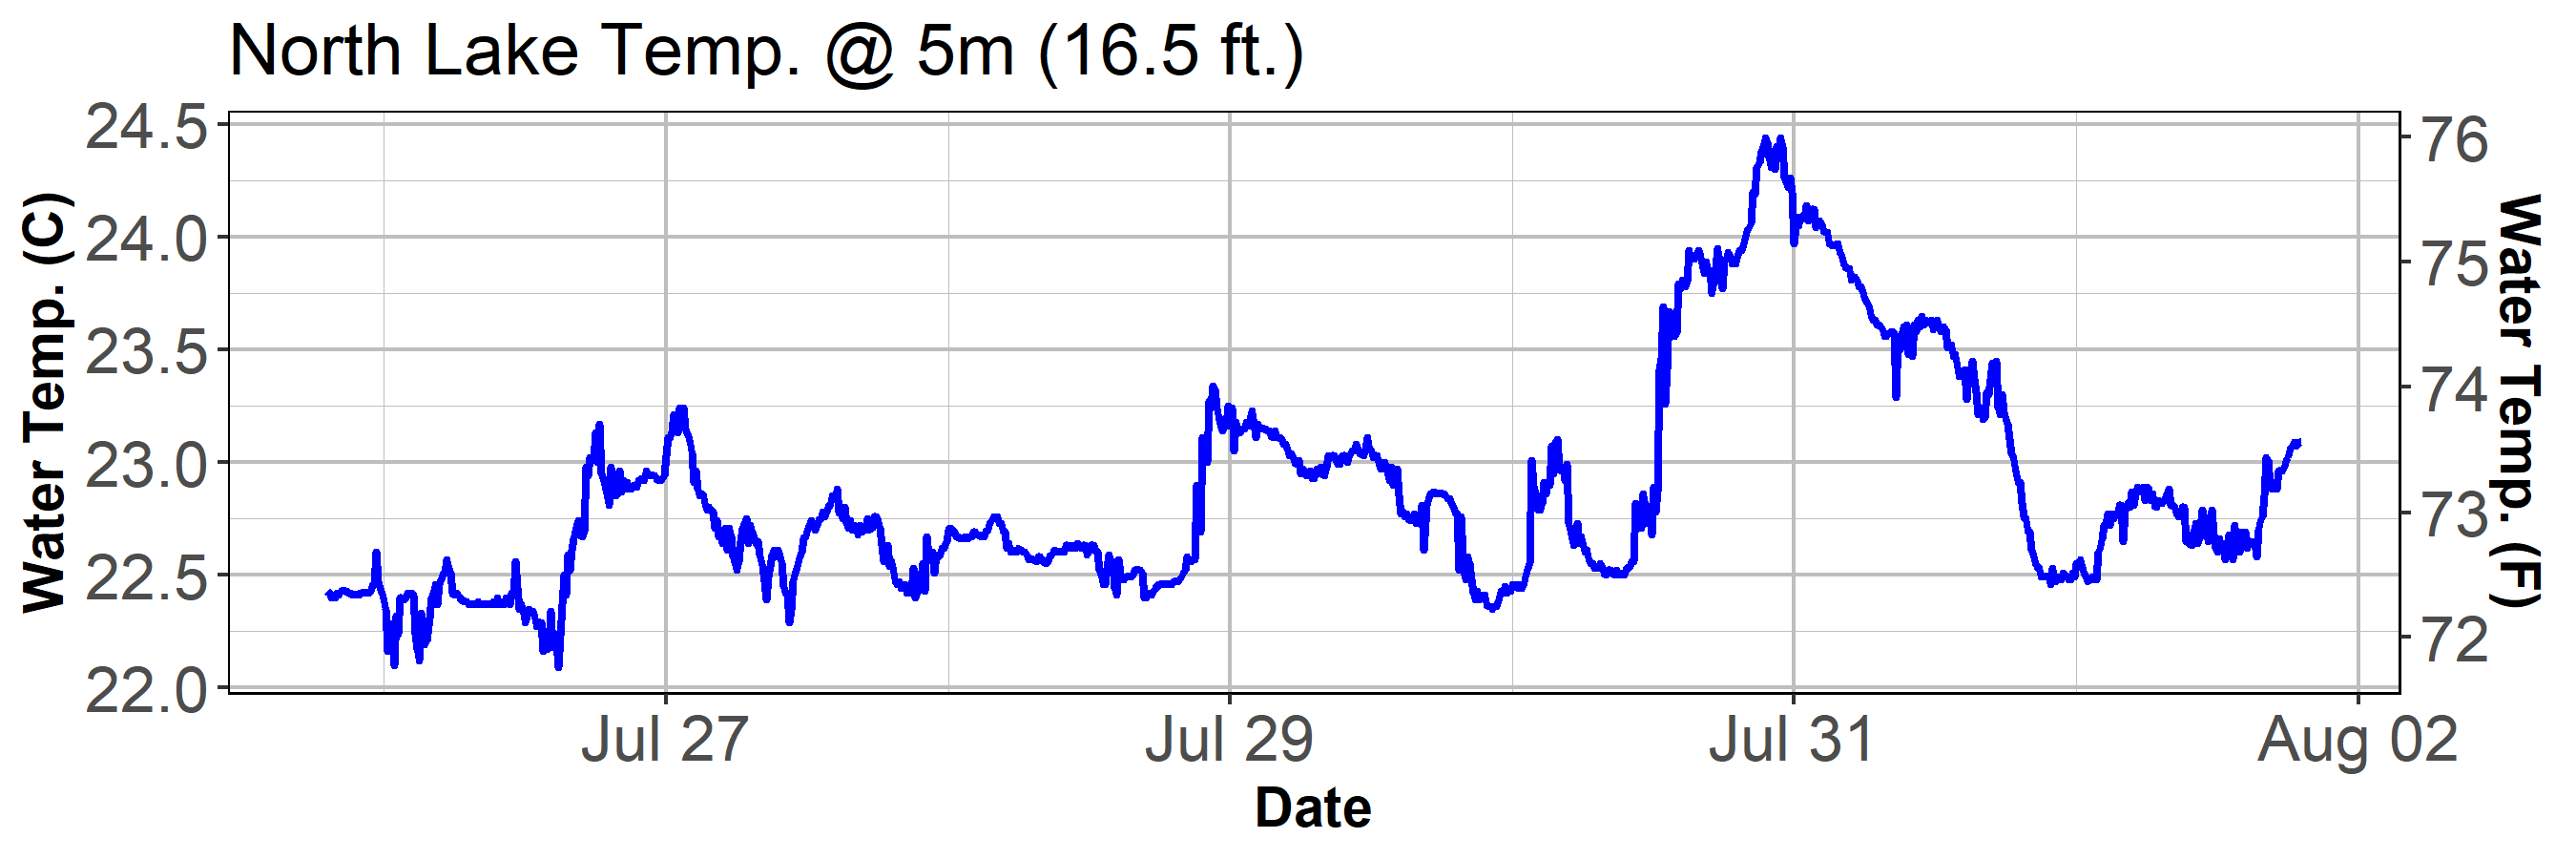 North Lake Temp. @ 5m (16.5 ft.)
Water Temp. (C)
24.5
24.0
23.5
23.0
22.5
22.0
76
75
74
73
72
Water Temp. (F)
Jul 27 Jul 29 Jul 31 Aug 02
Date